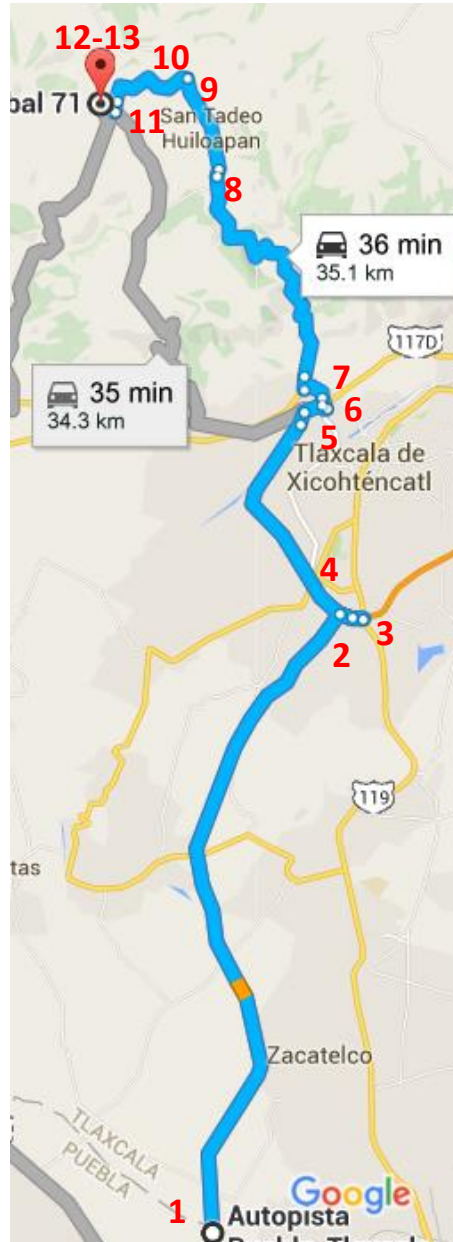 12-13
10
pal 71
9
11
San Tadeo
Huiloapan
8
36 min
35.1 km
117D
35 min
34.3 km
7
6
5
Tlaxcala de
Xicohténcatl
4
3
2
119
tas
Zacatelco
TLAXCALA
PUEBLA
1
Google
Autopista